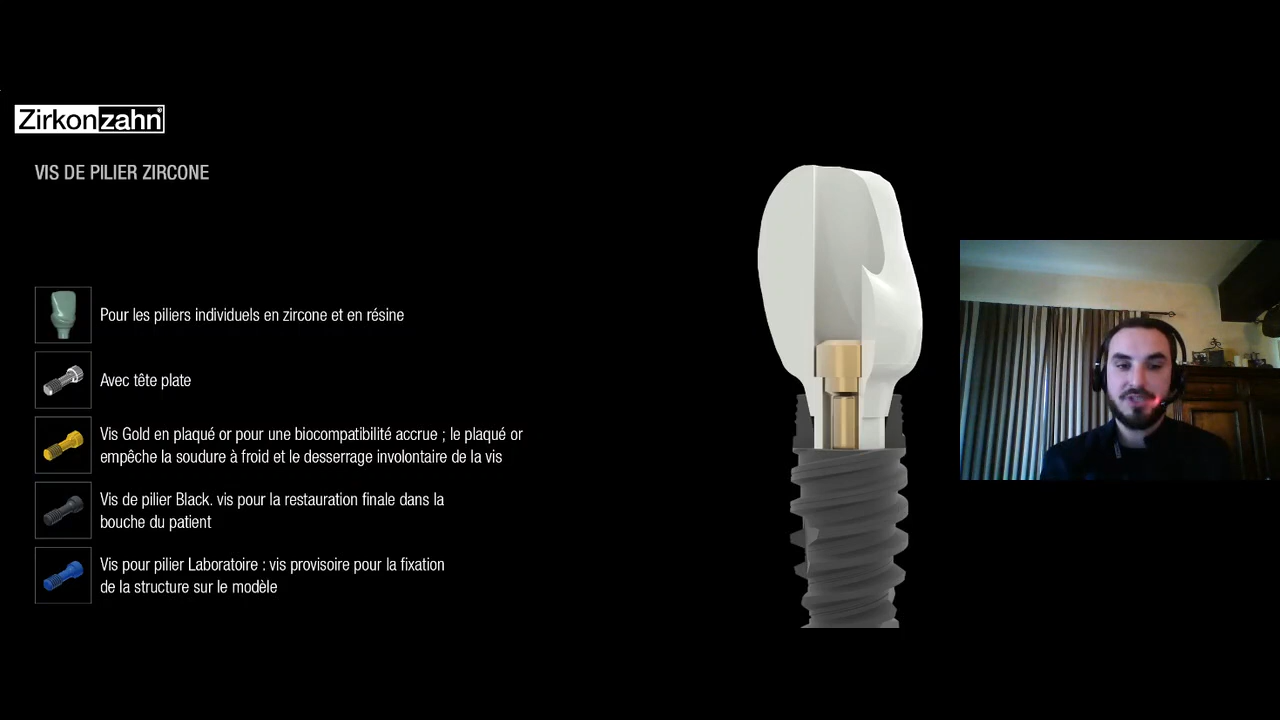 Zirkonzahn®
VIS DE PILIER ZIRCONE
Pour les piliers individuels en zircone et en résine
Avec tête plate
Vis Gold en plaqué or pour une biocompatibilité accrue ; le plaqué or
empêche la soudure à froid et le desserrage involontaire de la vis
Vis de pilier Black. vis pour la restauration finale dans la
bouche du patient
Vis pour pilier Laboratoire : vis provisoire pour la fixation
de la structure sur le modèle